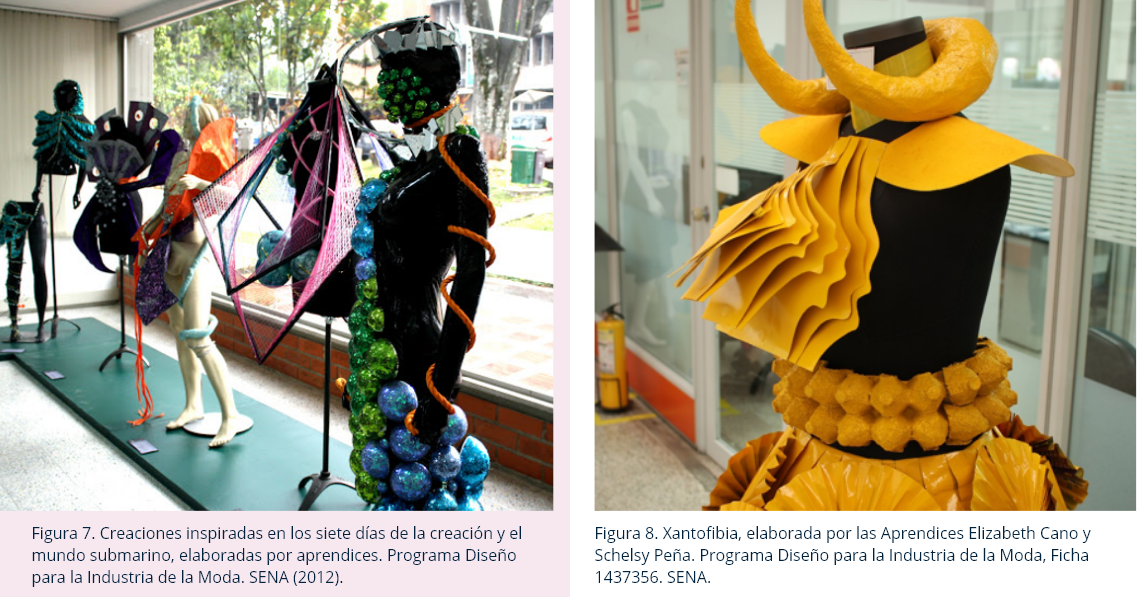 Figura 7. Creaciones inspiradas en los siete días de la creación y el
mundo submarino, elaboradas por aprendices. Programa Diseño
para la Industria de la Moda. SENA (2012).
Figura 8. Xantofibia, elaborada por las Aprendices Elizabeth Cano y
Schelsy Peña. Programa Diseño para la Industria de la Moda, Ficha
1437356. SENA.